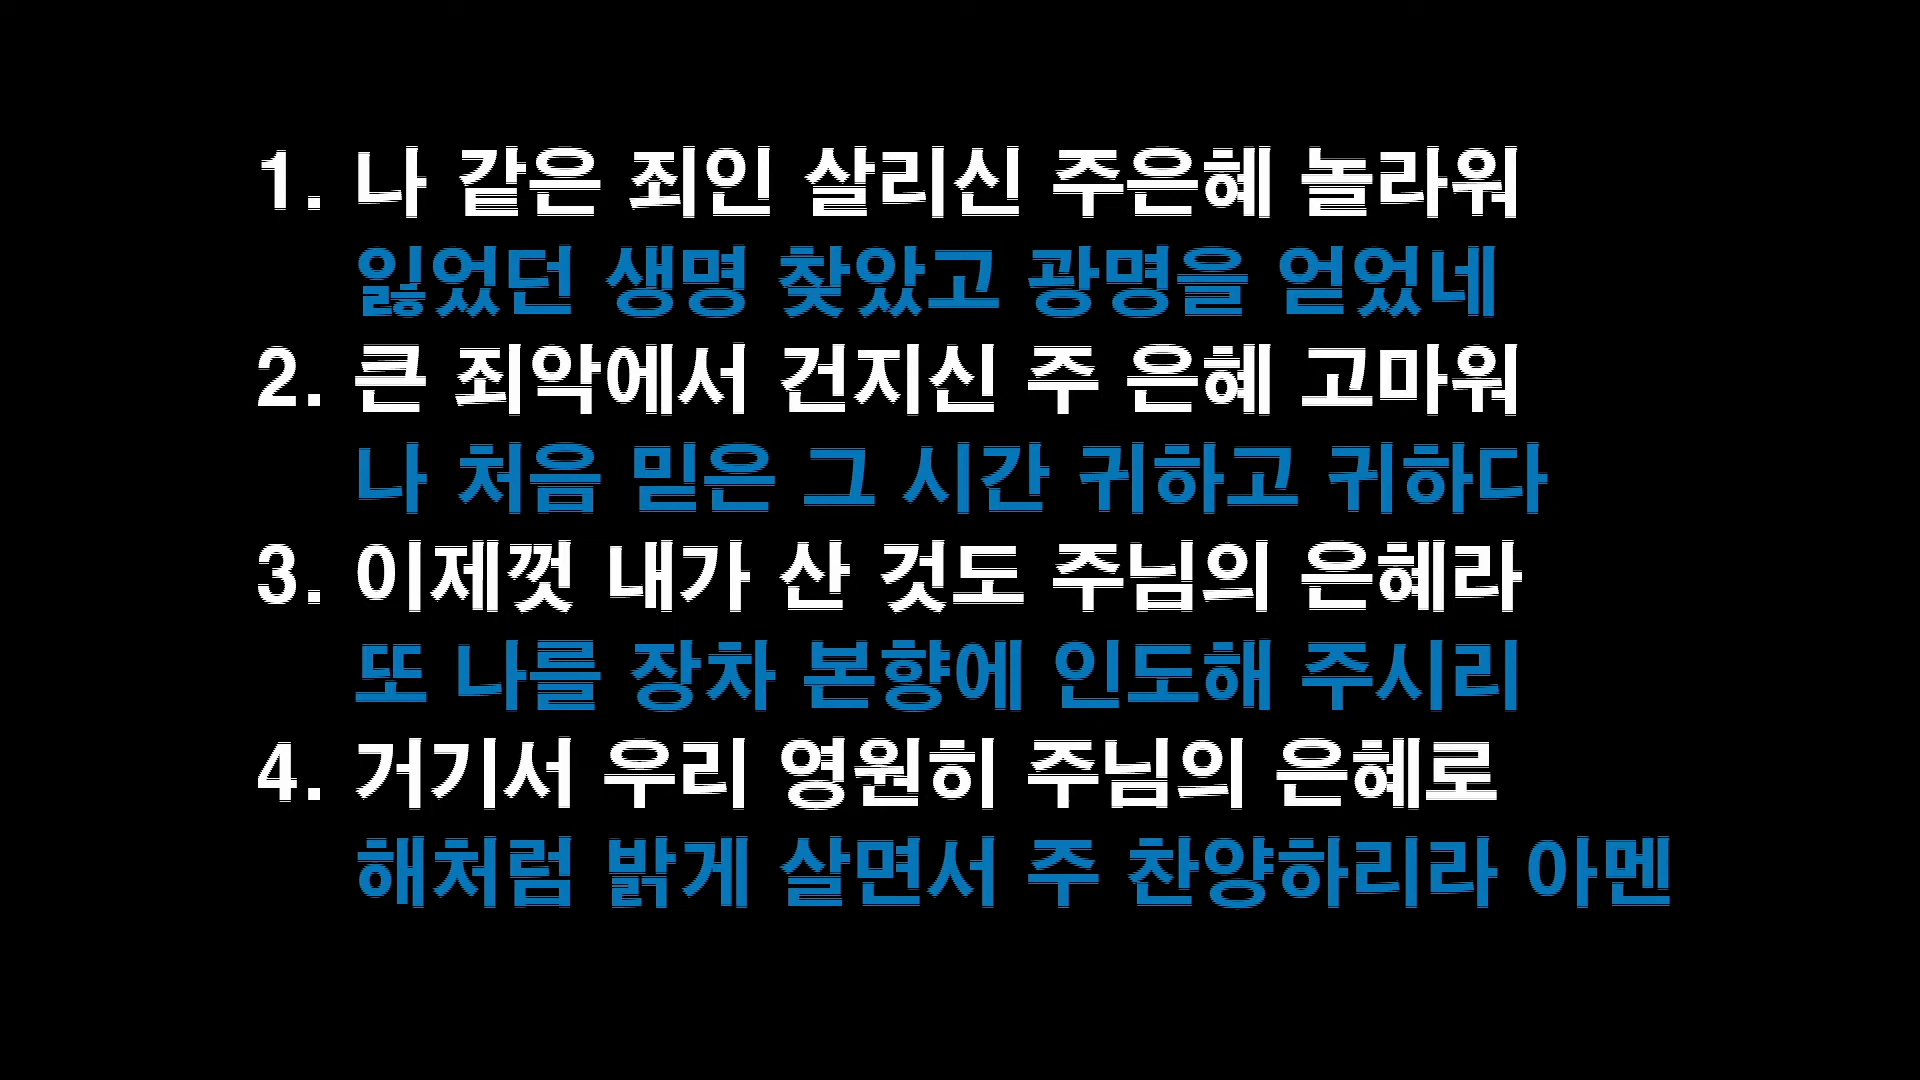 1. 나 같은 죄인 살리신 주은혜 놀라워
잃었던 생명 찾았고 광명을 얻었네
2. 큰 죄악에서 건지신 주 은혜 고마워
나 처음 믿은 그 시간 귀하고 귀하다
3. 이제껏 내가 산 것도 주님의 은혜라
또 나를 장차 본향에 인도해 주시리
4. 거기서 우리 영원히 주님의 은혜로
해처럼 밝게 살면서 주 찬양하리라 아멘